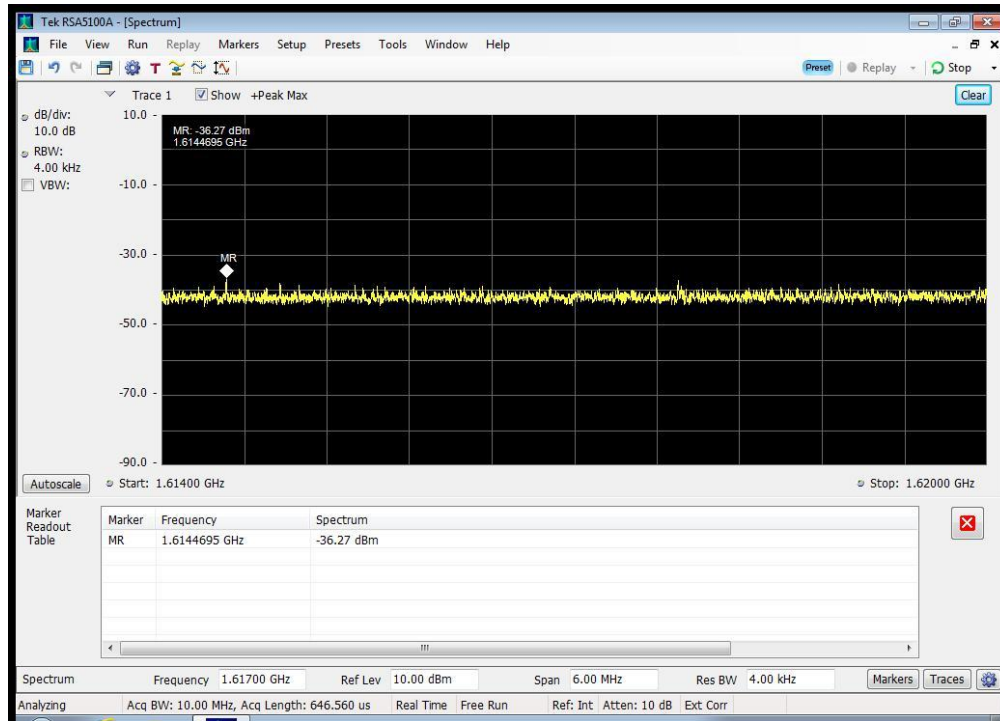 Tek RSA5100A - [Spectrum]
File View Run Replay Markers Setup Presets Tools Window Help
T Preset Replay Stop
Trace 1 Show +Peak Max Clear
dB/div:
10.0 dB
RBW:
4.00 kHz
VBW:
10.0
-10.0
-30.0
-50.0
-70.0
-90.0
MR: -36.27 dBm
1.6144695 GHz
MR
Autoscale Start: 1.61400 GHz Stop: 1.62000 GHz
Marker
Readout
Table
Marker Frequency Spectrum
MR 1.6144695 GHz -36.27 dBm
Spectrum Frequency 1.61700 GHz Ref Lev 10.00 dBm Span 6.00 MHz Res BW 4.00 kHz Markers Traces
Analyzing Acq BW: 10.00 MHz, Acq Length: 646.560 us Real Time Free Run Ref: Int Atten: 10 dB Ext Corr